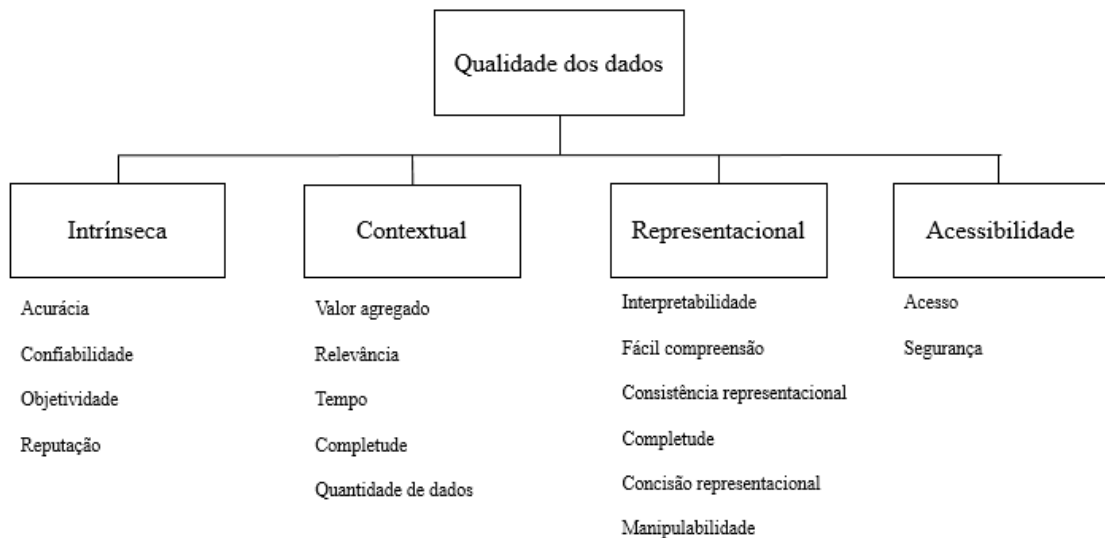 Qualidade dos dados
Intrínseca
Acurácia
Confiabilidade
Objetividade
Reputação
Contextual
Valor agregado
Relevância
Tempo
Completude
Quantidade de dados
Representacional
Interpretabilidade
Fácil compreensão
Consistência representacional
Completude
Concisão representacional
Manipulabilidade
Acessibilidade
Acesso
Segurança